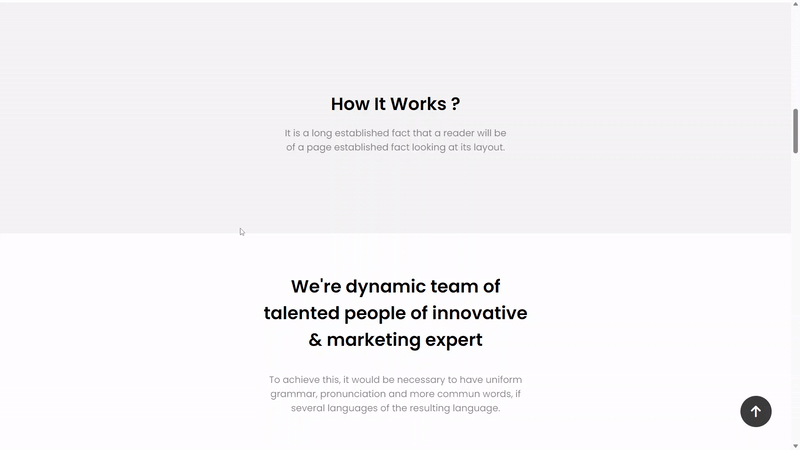 How It Works ?
It is a long established fact that a reader will be
of a page established fact looking at its layout.
We're dynamic team of
talented people of innovative
& marketing expert
To achieve this, it would be necessary to have uniform
grammar, pronunciation and more commun words, if
several languages of the resulting language.